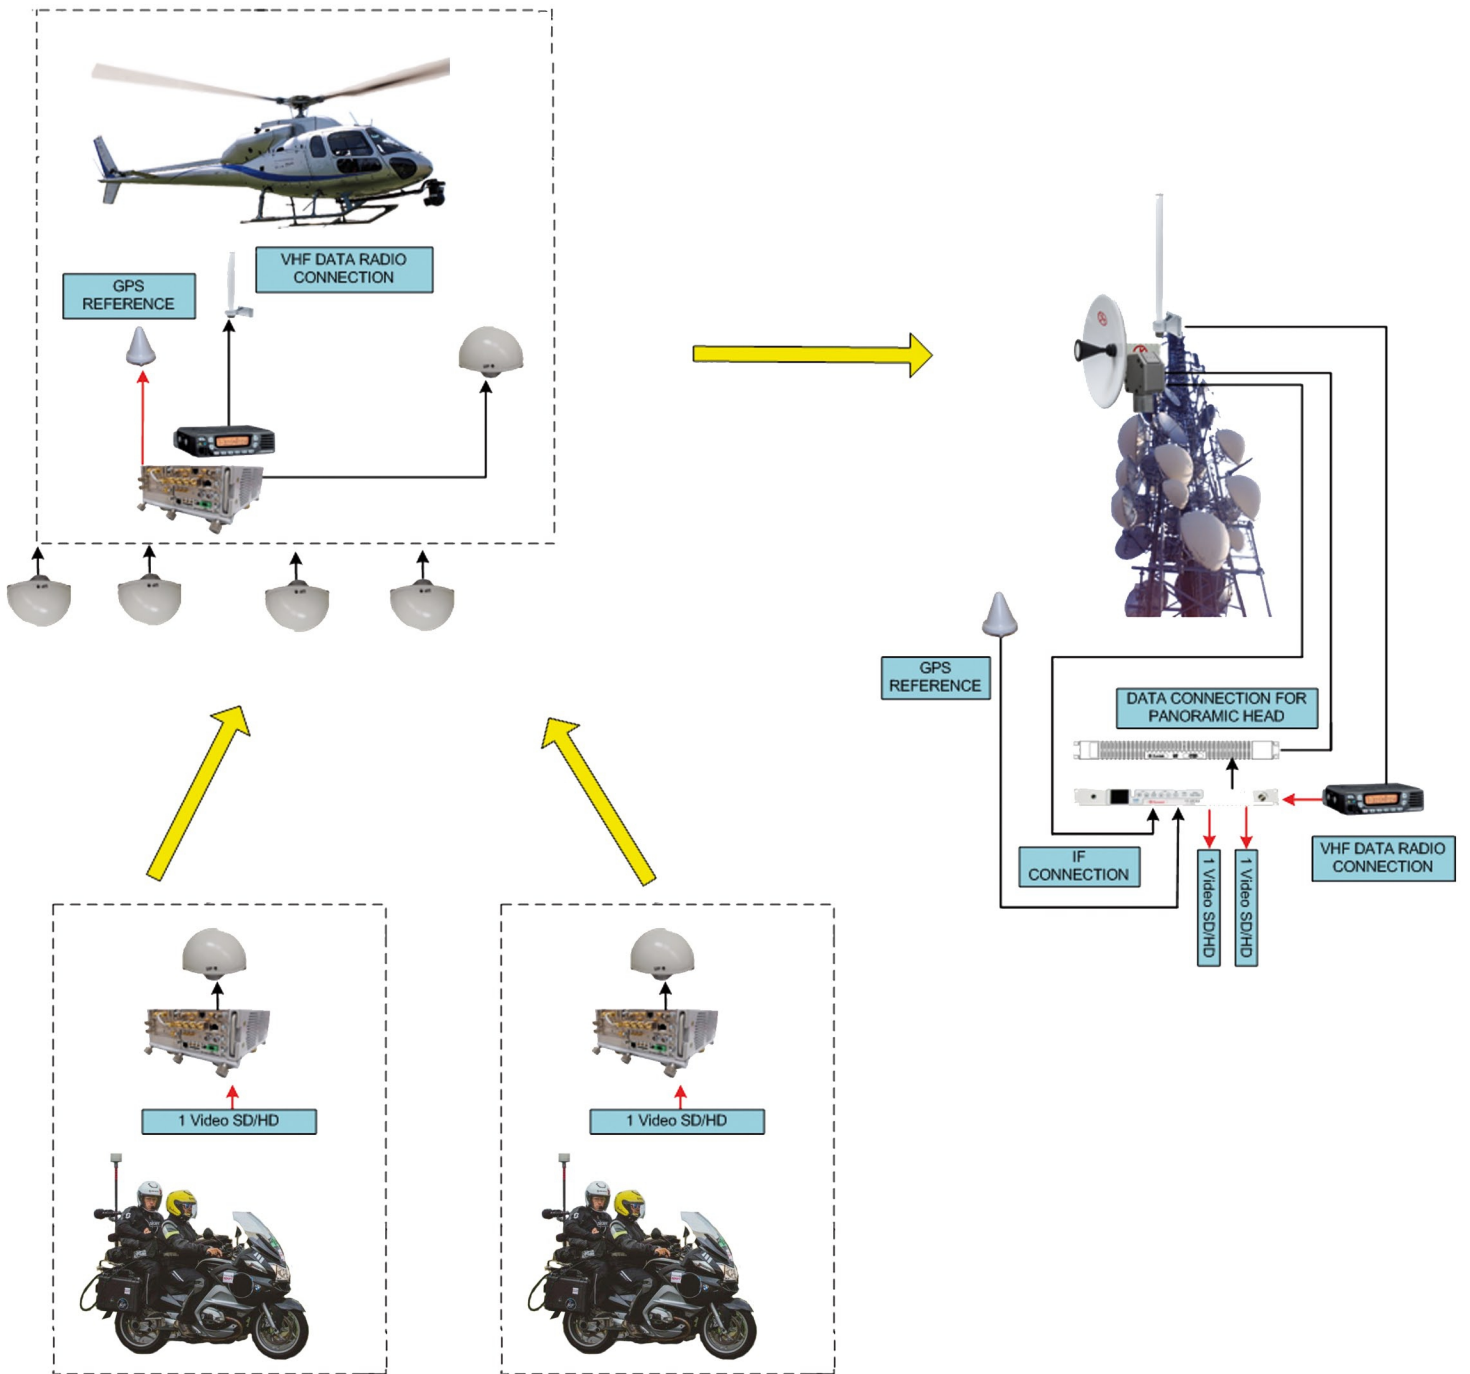 VHF DATA RADIO
CONNECTION
GPS
REFERENCE
GPS
REFERENCE
DATA CONNECTION FOR
PANORAMIC HEAD
IF
CONNECTION
1 Video SD/HD
1 Video SD/HD
VHF DATA RADIO
CONNECTION
1 Video SD/HD
1 Video SD/HD